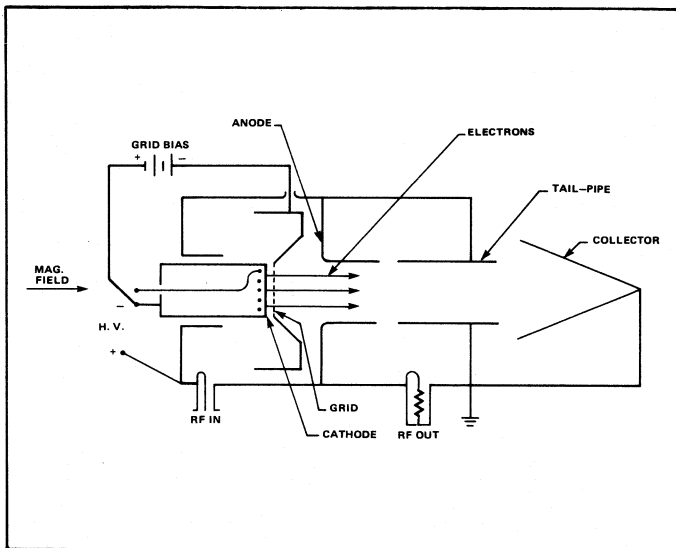 ANODE
ELECTRONS
GRID BIAS
+ −
TAIL–PIPE
COLLECTOR
MAG.
FIELD
−
H. V.
+
RF IN
GRID
CATHODE
RF OUT